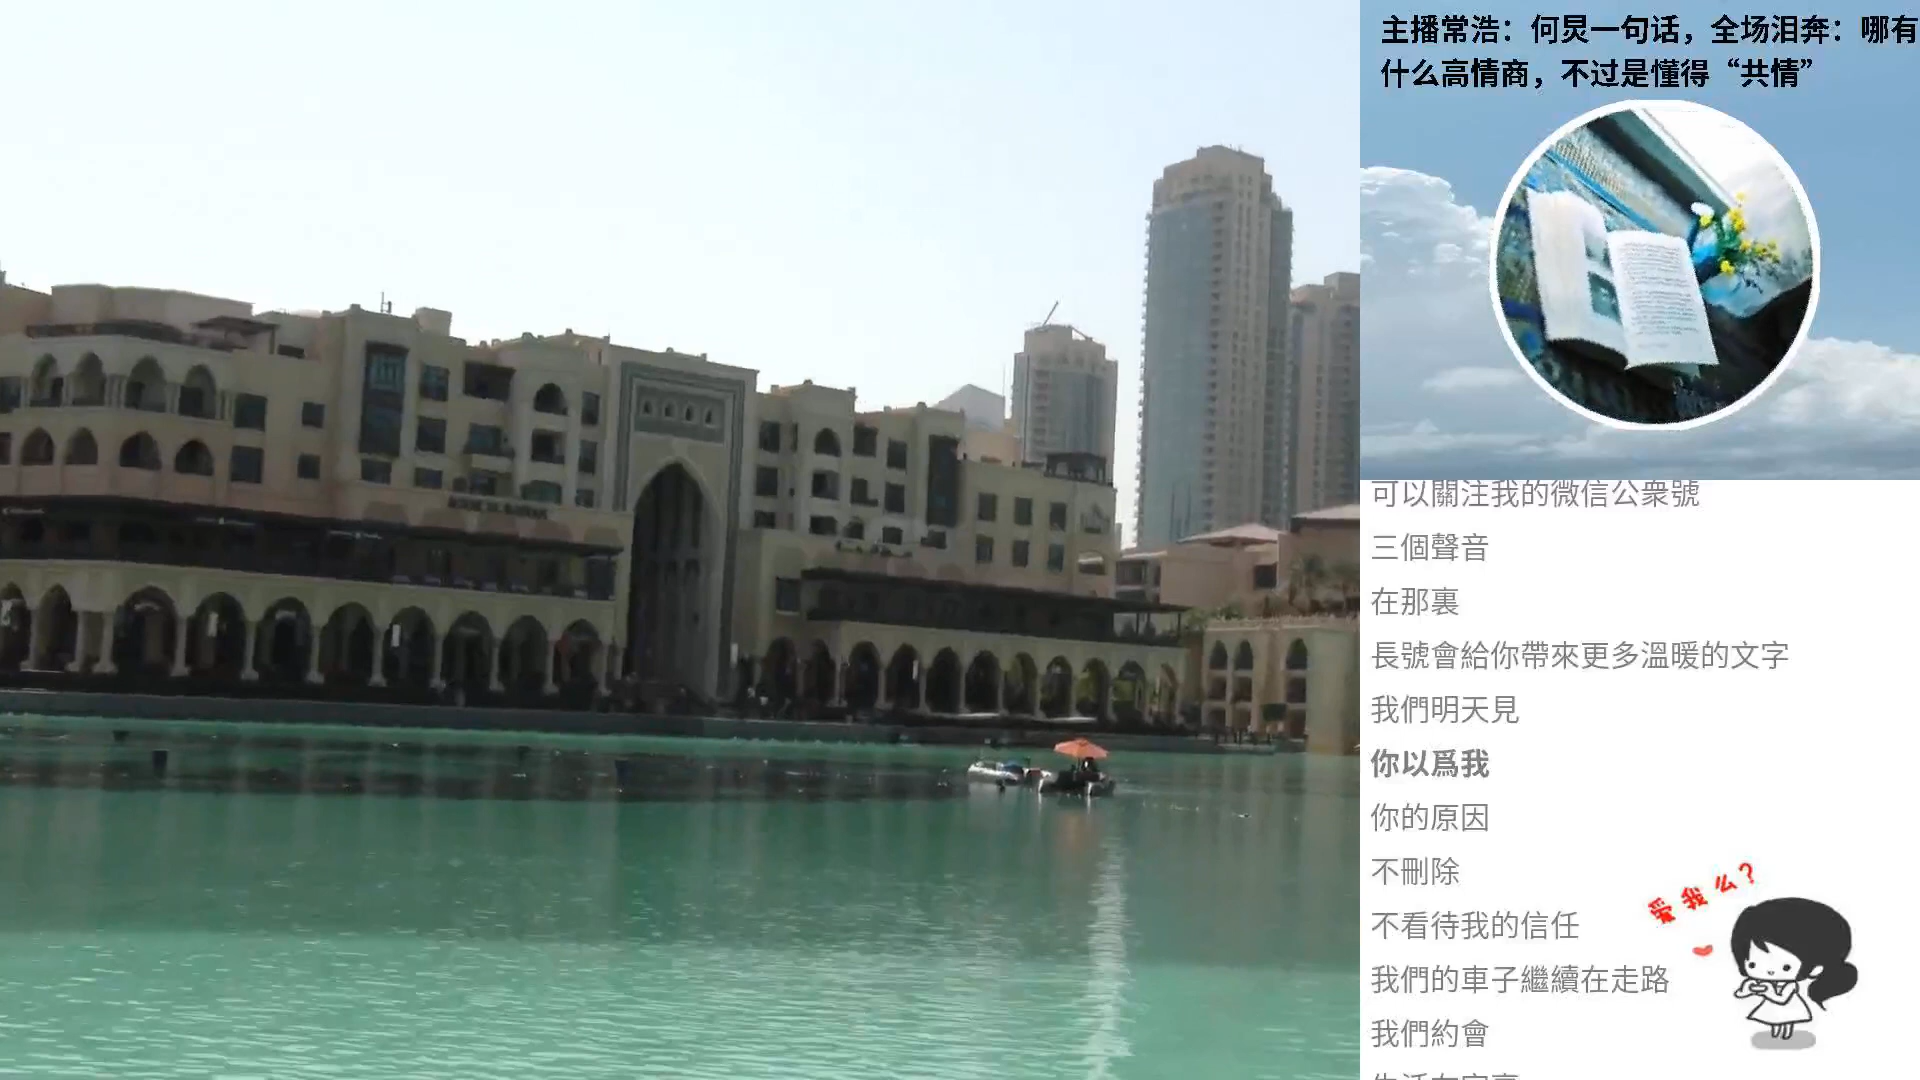 主播常浩：何炅一句话，全场泪奔：哪有
什么高情商，不过是懂得“共情”
可以關注我的微信公衆號
三個聲音
在那裏
長號會給你帶來更多溫暖的文字
我們明天見
你以爲我
你的原因
不刪除
不看待我的信任
我們的車子繼續在走路
我們約會
爱我么？